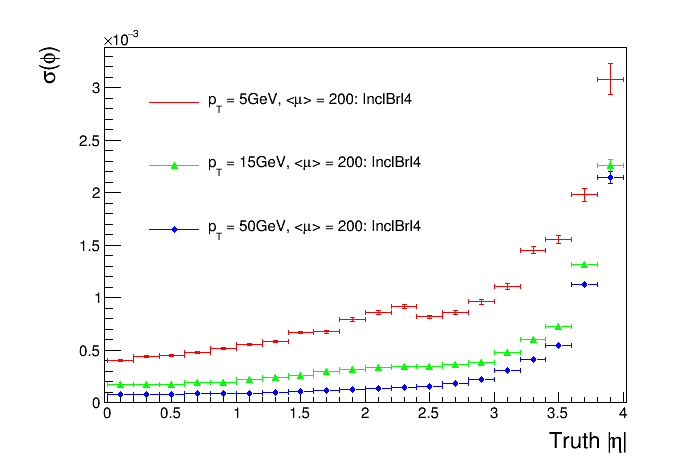 ×10⁻³
σ(ϕ)
3
2.5
2
1.5
1
0.5
0
p_T = 5GeV, <μ> = 200: InclBrl4
p_T = 15GeV, <μ> = 200: InclBrl4
p_T = 50GeV, <μ> = 200: InclBrl4
0 0.5 1 1.5 2 2.5 3 3.5 4
Truth |η|